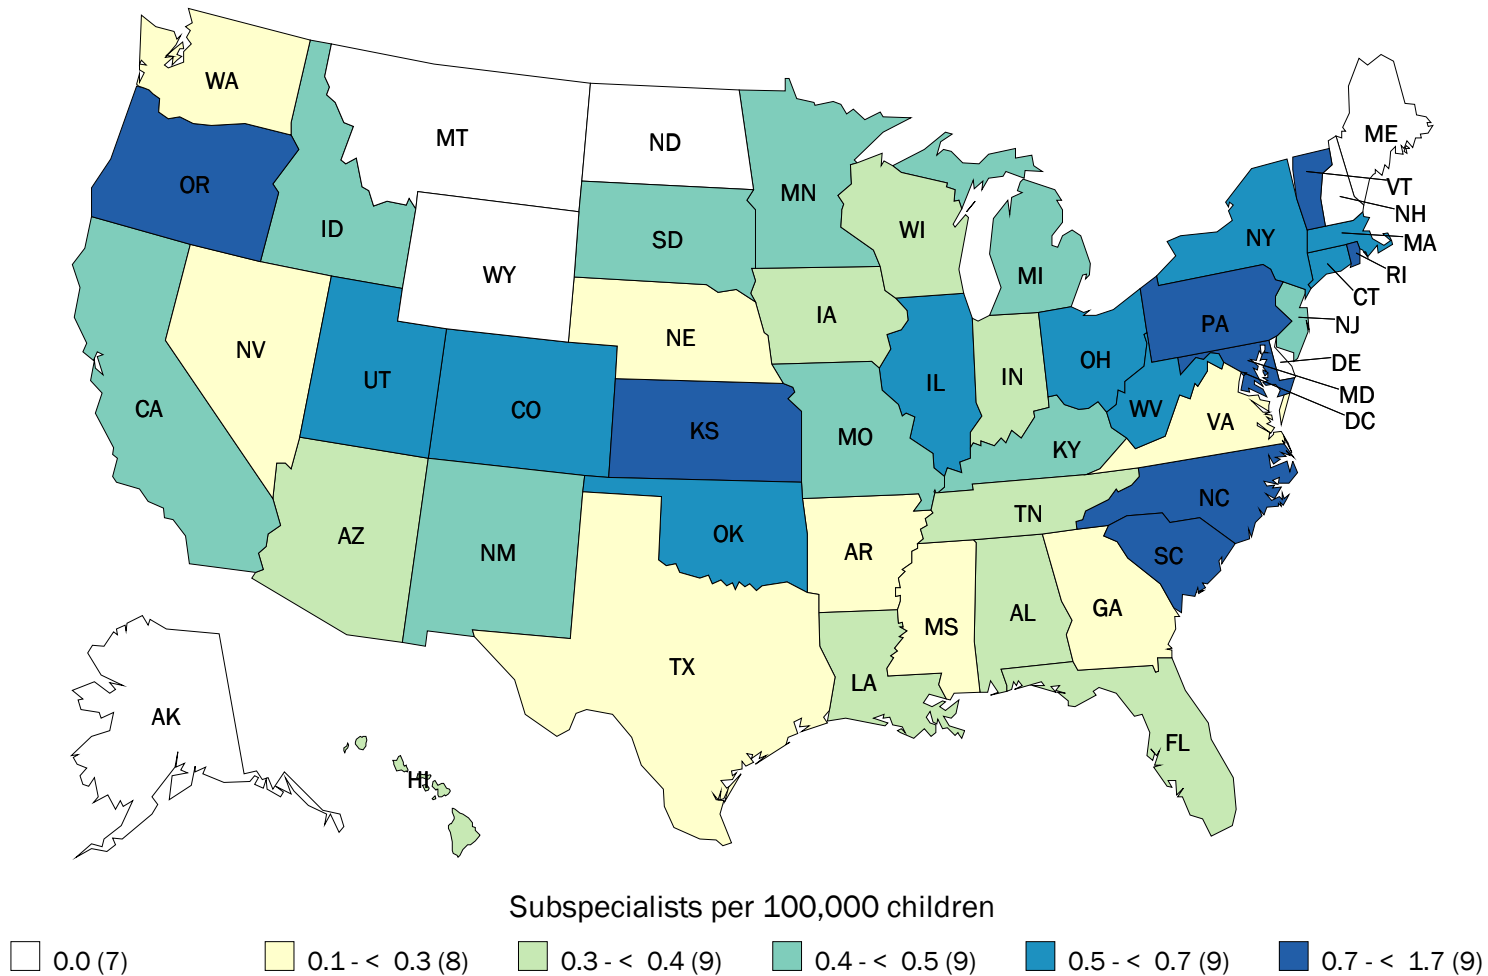 WA
MT
ND
ME
OR
ID
MN
VT
NH
SD
WI
NY
MA
WY
MI
RI
CT
NV
NE
IA
PA
NJ
UT
CO
IL
IN
OH
DE
MD
CA
KS
MO
WV
VA
DC
KY
AZ
NM
OK
AR
TN
NC
SC
TX
MS
AL
GA
LA
AK
FL
HI
Subspecialists per 100,000 children
0.0 (7)
0.1 - < 0.3 (8)
0.3 - < 0.4 (9)
0.4 - < 0.5 (9)
0.5 - < 0.7 (9)
0.7 - < 1.7 (9)